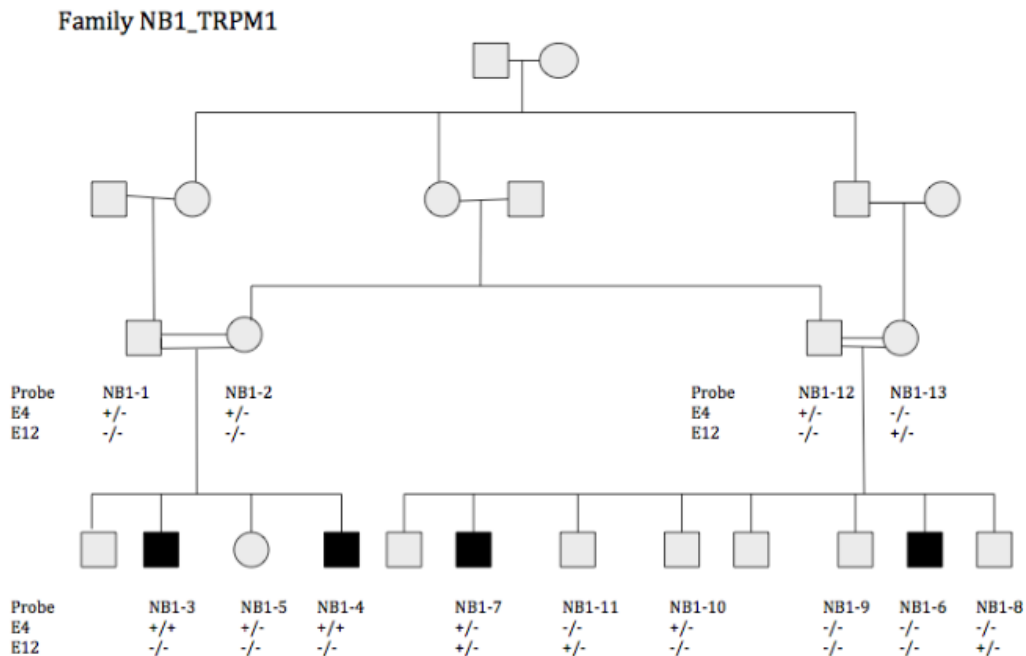 Family NB1_TRPM1
Probe NB1-1 NB1-2 Probe NB1-12 NB1-13
E4 +/- +/- E4 +/- -/-
E12 -/- -/- E12 -/- +/-
Probe NB1-3 NB1-5 NB1-4 NB1-7 NB1-11 NB1-10 NB1-9 NB1-6 NB1-8
E4 +/+ +/- +/+ +/- -/- +/- -/- -/- -/-
E12 -/- -/- -/- +/- +/- -/- -/- -/- +/-